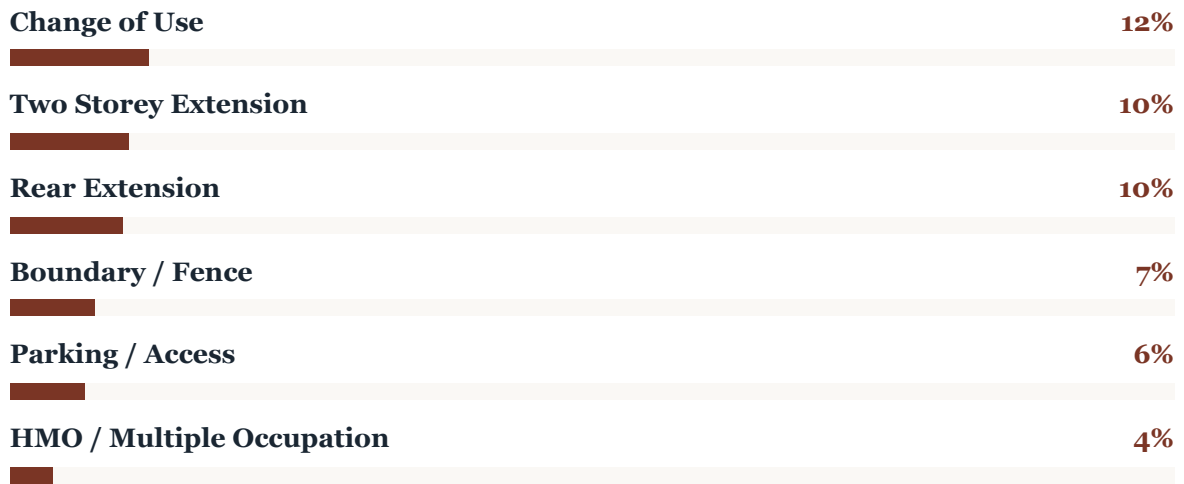 Change of Use 12%
Two Storey Extension 10%
Rear Extension 10%
Boundary / Fence 7%
Parking / Access 6%
HMO / Multiple Occupation 4%